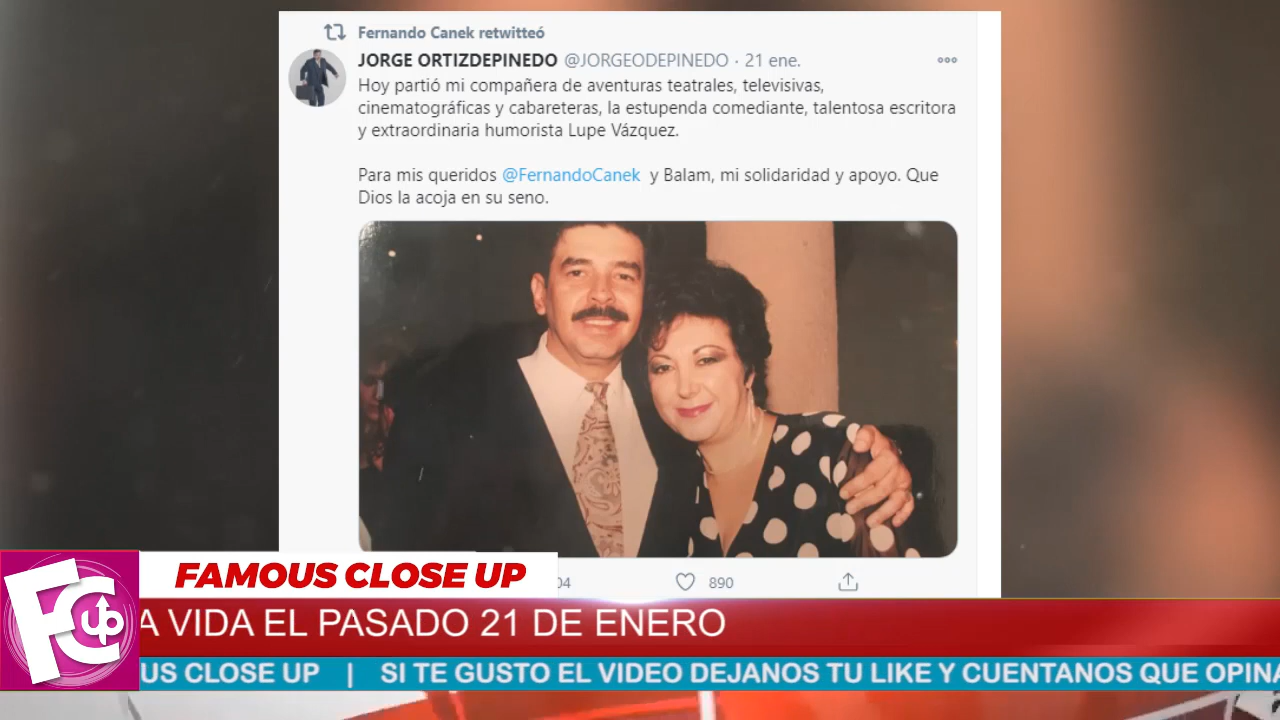 Fernando Canek retwitteó
JORGE ORTIZDEPINEDO @JORGEODEPINEDO · 21 ene.
Hoy partió mi compañera de aventuras teatrales, televisivas,
cinematográficas y cabareteras, la estupenda comediante, talentosa escritora
y extraordinaria humorista Lupe Vázquez.
Para mis queridos @FernandoCanek y Balam, mi solidaridad y apoyo. Que
Dios la acoja en su seno.
04
890
FAMOUS CLOSE UP
FC up
A VIDA EL PASADO 21 DE ENERO
US CLOSE UP | SI TE GUSTO EL VIDEO DEJANOS TU LIKE Y CUENTANOS QUE OPINA